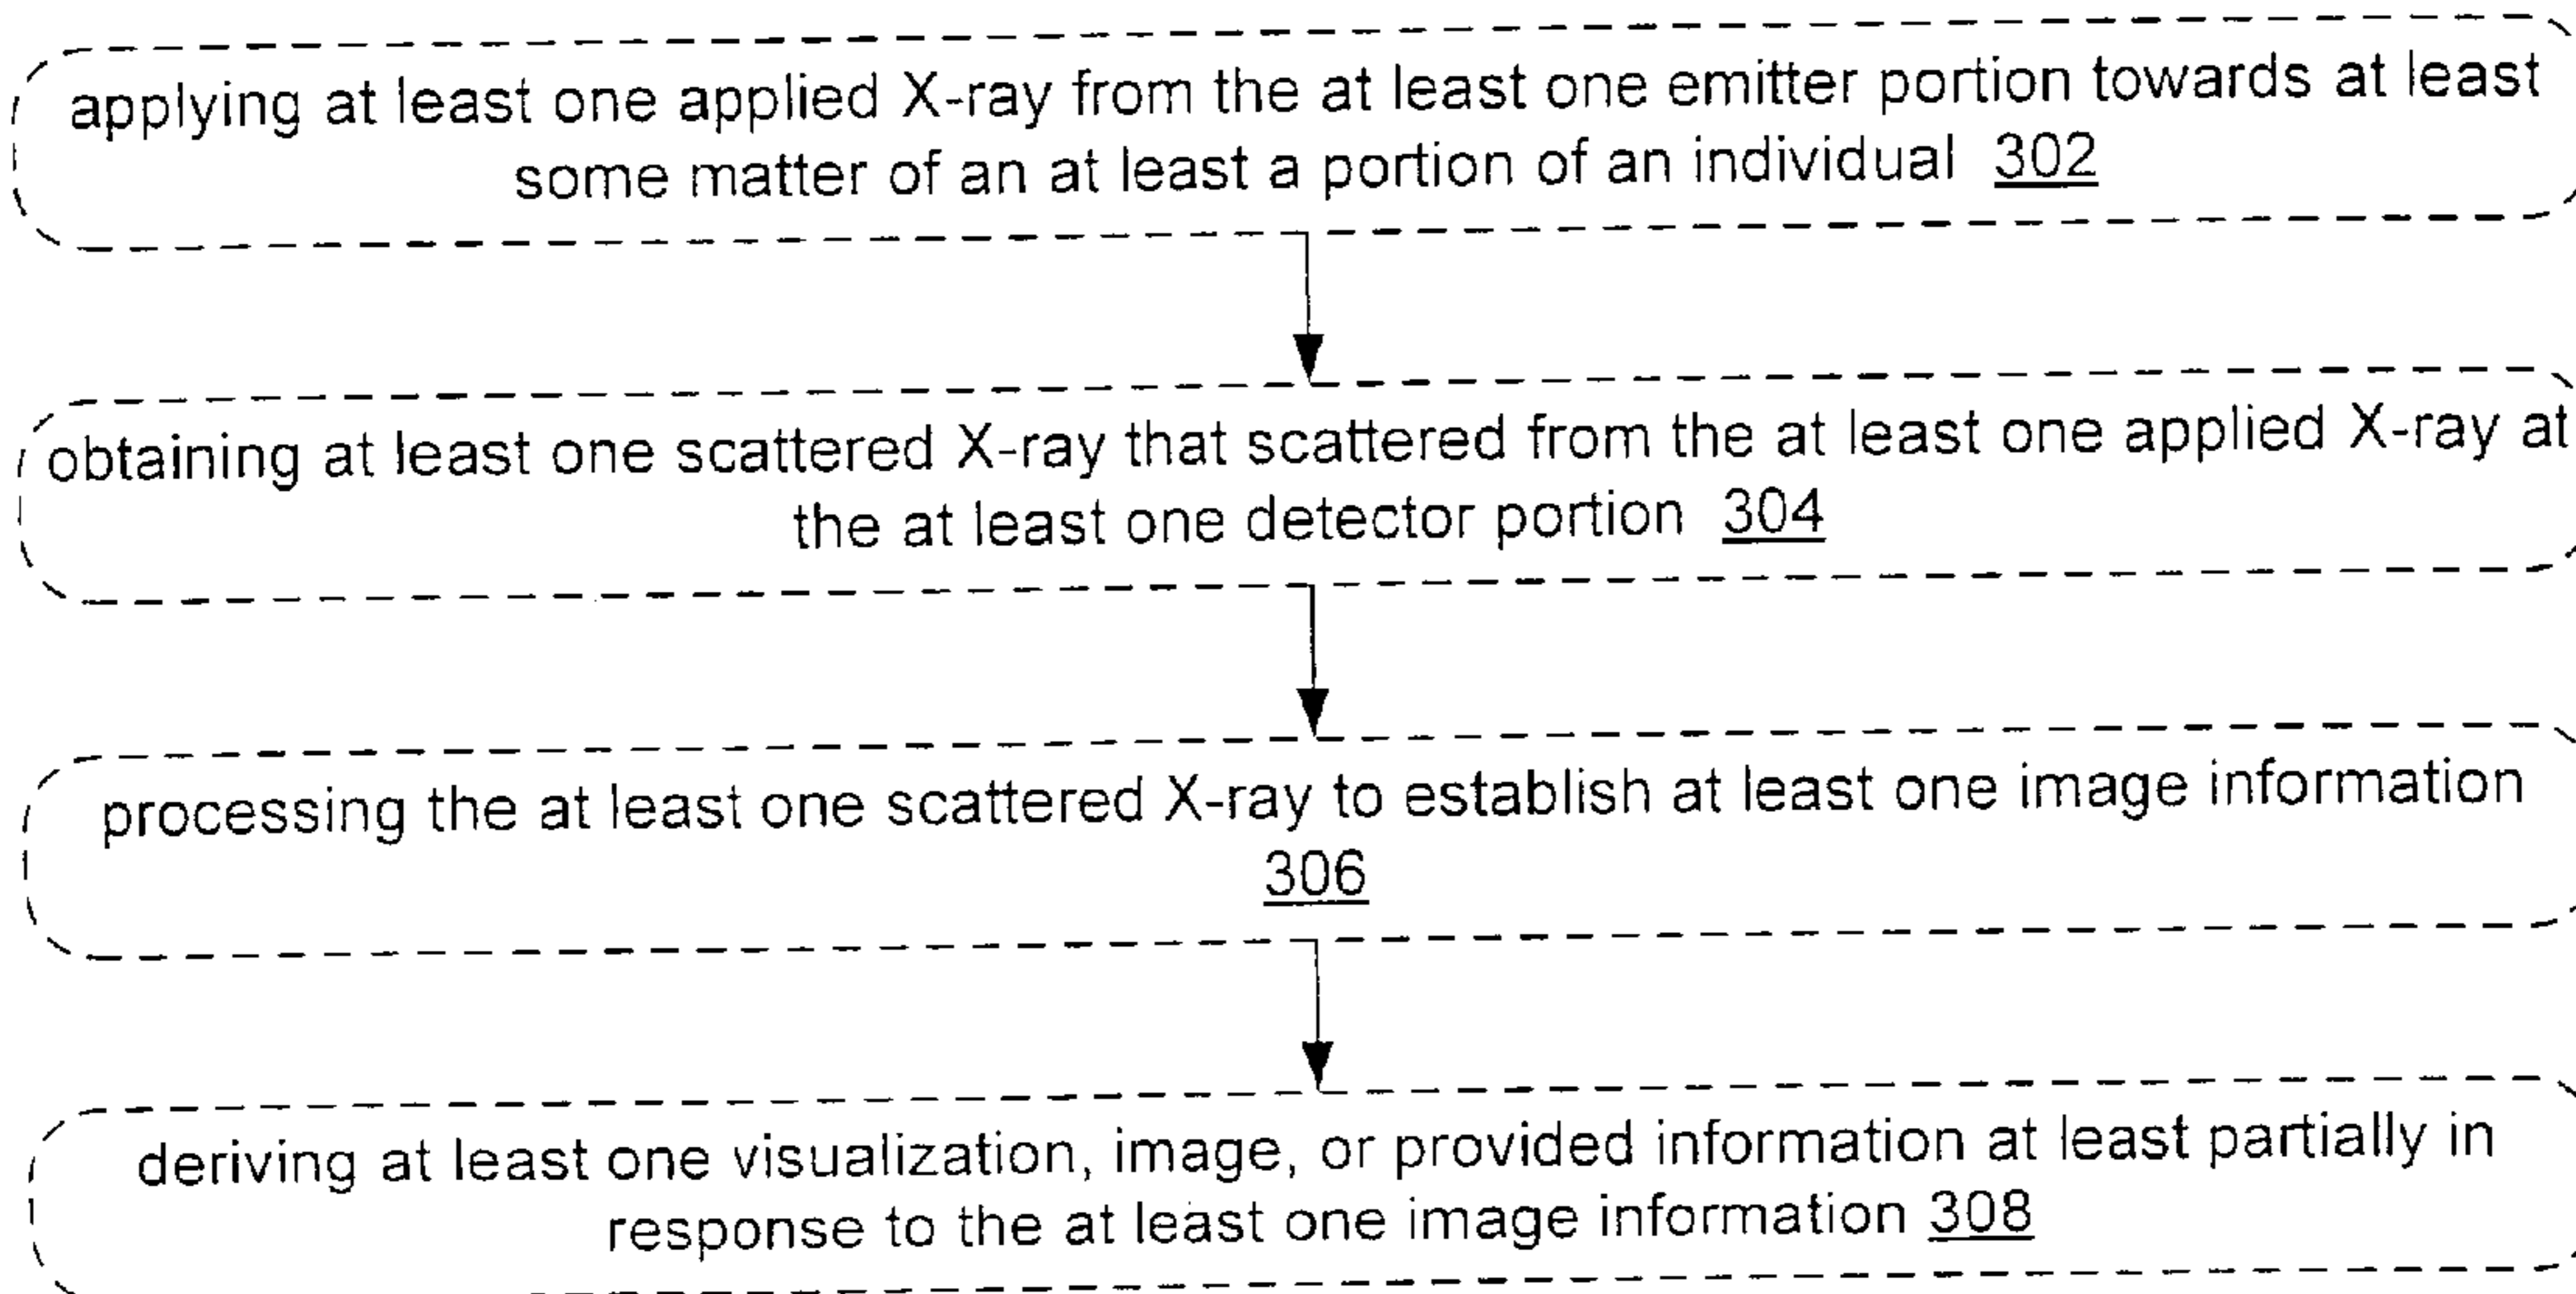 applying at least one applied X-ray from the at least one emitter portion towards at least
some matter of an at least a portion of an individual 302
obtaining at least one scattered X-ray that scattered from the at least one applied X-ray at
the at least one detector portion 304
processing the at least one scattered X-ray to establish at least one image information
306
deriving at least one visualization, image, or provided information at least partially in
response to the at least one image information 308